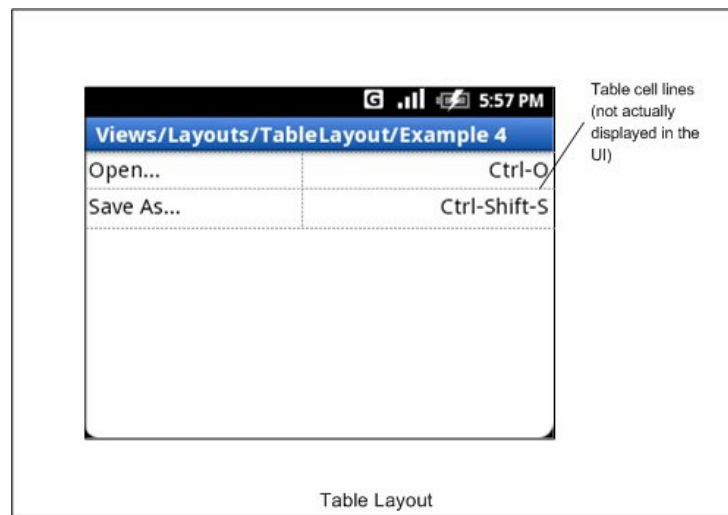 G 5:57 PM
Views/Layouts/TableLayout/Example 4
Open... Ctrl-O
Save As... Ctrl-Shift-S
Table cell lines
(not actually
displayed in the
UI)
Table Layout